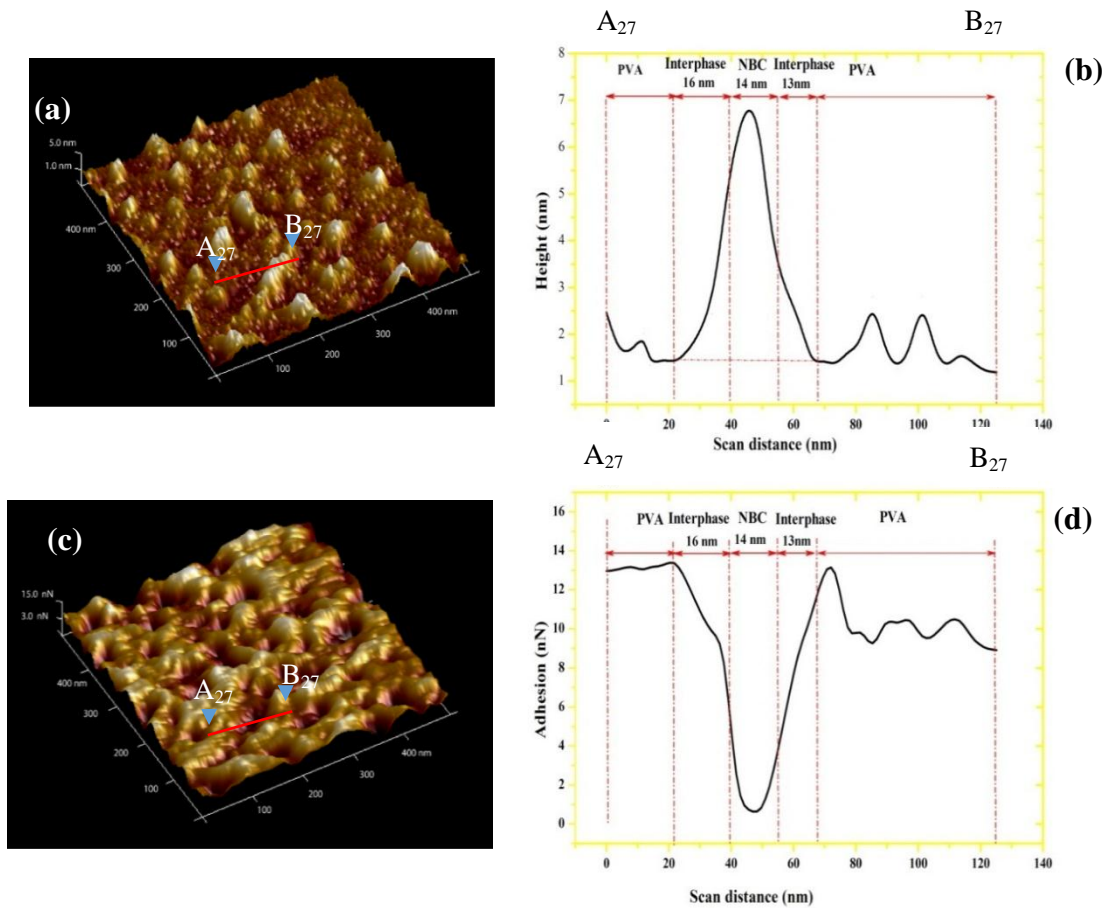 (a)
5.0 nm
1.0 nm
400 nm
300
200
100
100
200
300
400 nm
A27
B27
A27
B27
(b)
8
7
6
5
4
3
2
1
Height (nm)
PVA
Interphase
16 nm
NBC
14 nm
Interphase
13nm
PVA
0
20
40
60
80
100
120
140
Scan distance (nm)
(c)
15.0 nN
3.0 nN
400 nm
300
200
100
100
200
300
400 nm
A27
B27
A27
B27
(d)
16
14
12
10
8
6
4
2
0
Adhesion (nN)
PVA
Interphase
16 nm
NBC
14 nm
Interphase
13nm
PVA
0
20
40
60
80
100
120
140
Scan distance (nm)